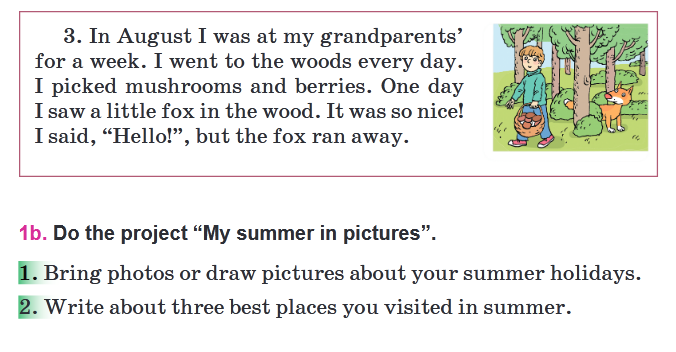 3. In August I was at my grandparents’
for a week. I went to the woods every day.
I picked mushrooms and berries. One day
I saw a little fox in the wood. It was so nice!
I said, “Hello!”, but the fox ran away.
1b. Do the project “My summer in pictures”.
1. Bring photos or draw pictures about your summer holidays.
2. Write about three best places you visited in summer.